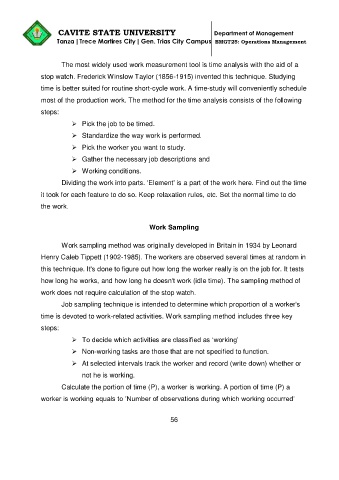 CAVITE STATE UNIVERSITY
Department of Management
Tanza | Trece Martires City | Gen. Trias City Campus
BMGT25: Operations Management
The most widely used work measurement tool is time analysis with the aid of a
stop watch. Frederick Winslow Taylor (1856-1915) invented this technique. Studying
time is better suited for routine short-cycle work. A time-study will conveniently schedule
most of the production work. The method for the time analysis consists of the following
steps:
➢ Pick the job to be timed.
➢ Standardize the way work is performed.
➢ Pick the worker you want to study.
➢ Gather the necessary job descriptions and
➢ Working conditions.
Dividing the work into parts. 'Element' is a part of the work here. Find out the time
it took for each feature to do so. Keep relaxation rules, etc. Set the normal time to do
the work.
Work Sampling
Work sampling method was originally developed in Britain in 1934 by Leonard
Henry Caleb Tippett (1902-1985). The workers are observed several times at random in
this technique. It's done to figure out how long the worker really is on the job for. It tests
how long he works, and how long he doesn't work (idle time). The sampling method of
work does not require calculation of the stop watch.
Job sampling technique is intended to determine which proportion of a worker's
time is devoted to work-related activities. Work sampling method includes three key
steps:
➢ To decide which activities are classified as 'working'
➢ Non-working tasks are those that are not specified to function.
➢ At selected intervals track the worker and record (write down) whether or
not he is working.
Calculate the portion of time (P), a worker is working. A portion of time (P) a
worker is working equals to 'Number of observations during which working occurred'
56